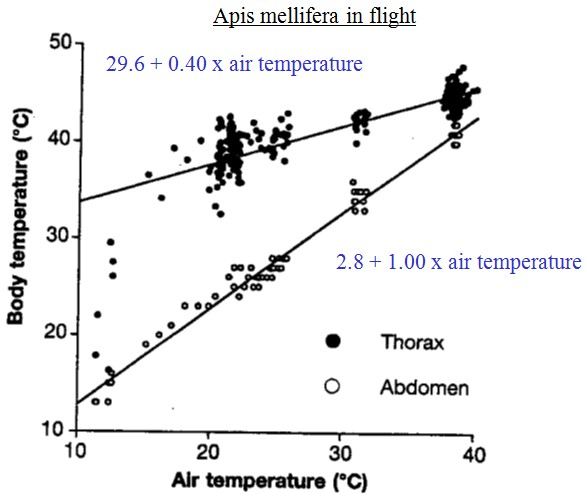 Apis mellifera in flight
50
29.6 + 0.40 x air temperature
40
30
20
10
Body temperature (°C)
2.8 + 1.00 x air temperature
Thorax
Abdomen
10
20
30
40
Air temperature (°C)